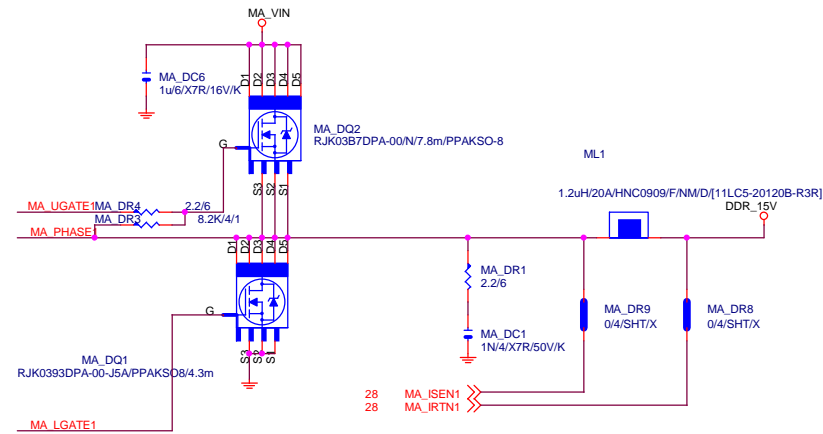 MA_VIN
D1
D2
D3
D4
D5
MA_DC6
1u/6/X7R/16V/K
MA_DQ2
RJK03B7DPA-00/N/7.8m/PPAKSO-8
G
S3
S2
S1
ML1
1.2uH/20A/HNC0909/F/NM/D/[11LC5-20120B-R3R]
DDR_15V
MA_UGATE1
MA_DR4
2.2/6
MA_DR3
8.2K/4/1
MA_PHASE1
D1
D2
D3
D4
D5
MA_DR1
2.2/6
MA_DR9
0/4/SHT/X
MA_DR8
0/4/SHT/X
G
MA_DC1
1N/4/X7R/50V/K
S3
S2
S1
MA_DQ1
RJK0393DPA-00-J5A/PPAKSO8/4.3m
28 MA_ISEN1
28 MA_IRTN1
MA_LGATE1